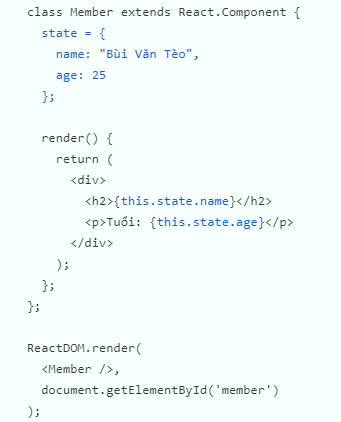 class Member extends React.Component {
  state = {
    name: "Bùi Văn Tèo",
    age: 25
  };

  render() {
    return (
      <div>
        <h2>{this.state.name}</h2>
        <p>Tuổi: {this.state.age}</p>
      </div>
    );
  };
};

ReactDOM.render(
  <Member />,
  document.getElementById('member')
);